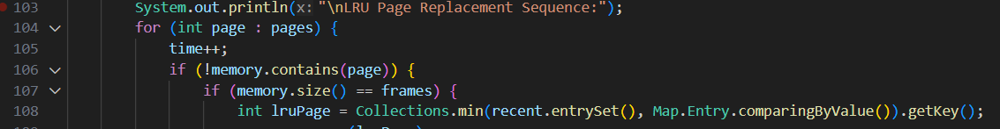 103 System.out.println(x: "\nLRU Page Replacement Sequence:");
104 for (int page : pages) {
105 time++;
106 if (!memory.contains(page)) {
107 if (memory.size() == frames) {
108 int lruPage = Collections.min(recent.entrySet(), Map.Entry.comparingByValue()).getKey();